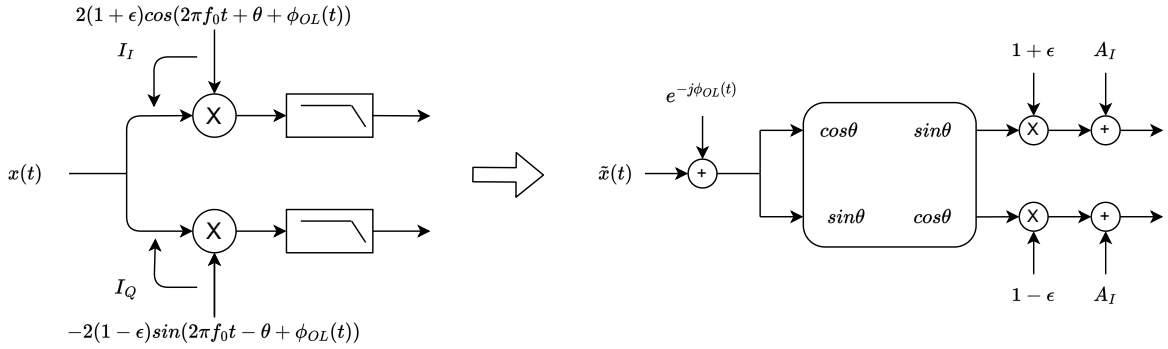 2(1 + ϵ)cos(2πf₀t + θ + ϕ_OL(t))
I_I
X
x(t)
X
I_Q
−2(1 − ϵ)sin(2πf₀t − θ + ϕ_OL(t))
1 + ϵ
A_I
e^{−jϕ_OL(t)}
cosθ sinθ
X
+
x̃(t)
+
sinθ cosθ
X
+
1 − ϵ
A_I